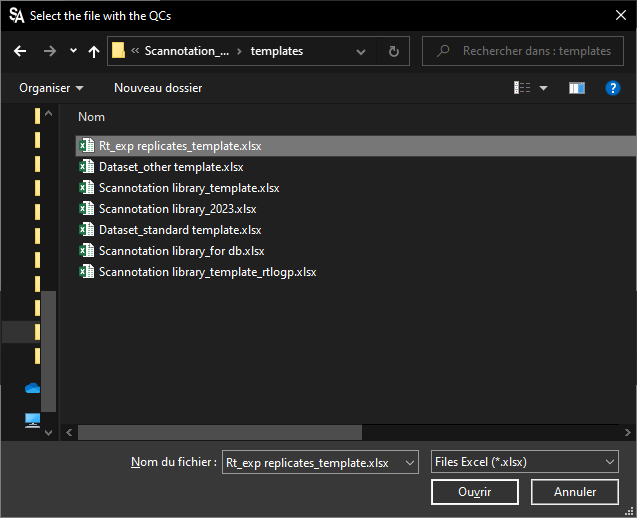 SA Select the file with the QCs
« Scannotation_... templates
Rechercher dans : templates
Organiser Nouveau dossier
Nom
Rt_exp replicates_template.xlsx
Dataset_other template.xlsx
Scannotation library_template.xlsx
Scannotation library_2023.xlsx
Dataset_standard template.xlsx
Scannotation library_for db.xlsx
Scannotation library_template_rtlogp.xlsx
Nom du fichier : Rt_exp replicates_template.xlsx
Files Excel (*.xlsx)
Ouvrir Annuler